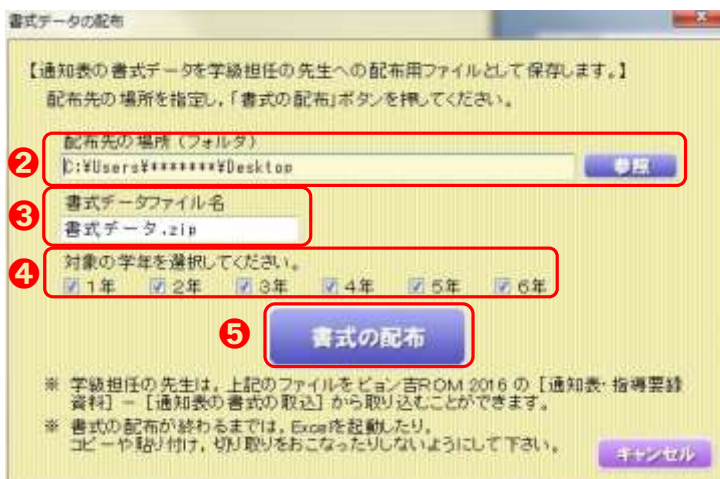 書式データの配布
【通知表の書式データを学級担任の先生への配布用ファイルとして保存します。】
配布先の場所を指定し,「書式の配布」ボタンを押してください。
配布先の場所(フォルダ)
❷
C:¥Users¥*******¥Desktop
参照
❸
書式データファイル名
書式データ.zip
❹
対象の学年を選択してください。
1年 2年 3年 4年 5年 6年
❺
書式の配布
※ 学級担任の先生は,上記のファイルをピョン吉ROM 2016 の [通知表・指導要録
資料] - [通知表の書式の取込] から取り込むことができます。
※ 書式の配布が終わるまでは,Excelを起動したり,
コピーや貼り付け,切り取りをおこなったりしないようにして下さい。
キャンセル